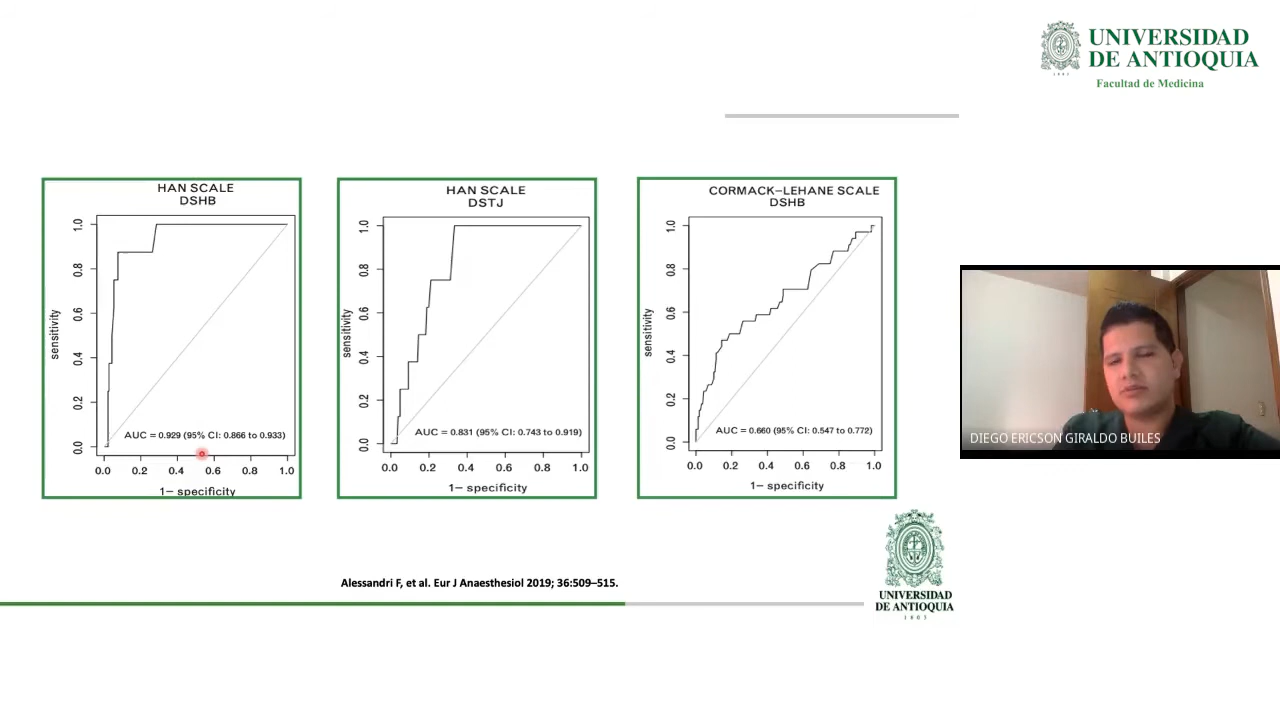 UNIVERSIDAD
DE ANTIOQUIA
1803
Facultad de Medicina
HAN SCALE
DSHB
sensitivity
1.0
0.8
0.6
0.4
0.2
0.0
AUC = 0.929 (95% CI: 0.866 to 0.933)
0.0 0.2 0.4 0.6 0.8 1.0
1– specificity
HAN SCALE
DSTJ
sensitivity
1.0
0.8
0.6
0.4
0.2
0.0
AUC = 0.831 (95% CI: 0.743 to 0.919)
0.0 0.2 0.4 0.6 0.8 1.0
1– specificity
CORMACK–LEHANE SCALE
DSHB
sensitivity
1.0
0.8
0.6
0.4
0.2
0.0
AUC = 0.660 (95% CI: 0.547 to 0.772)
0.0 0.2 0.4 0.6 0.8 1.0
1– specificity
DIEGO ERICSON GIRALDO BUILES
Alessandri F, et al. Eur J Anaesthesiol 2019; 36:509–515.
UNIVERSIDAD
DE ANTIOQUIA
1803